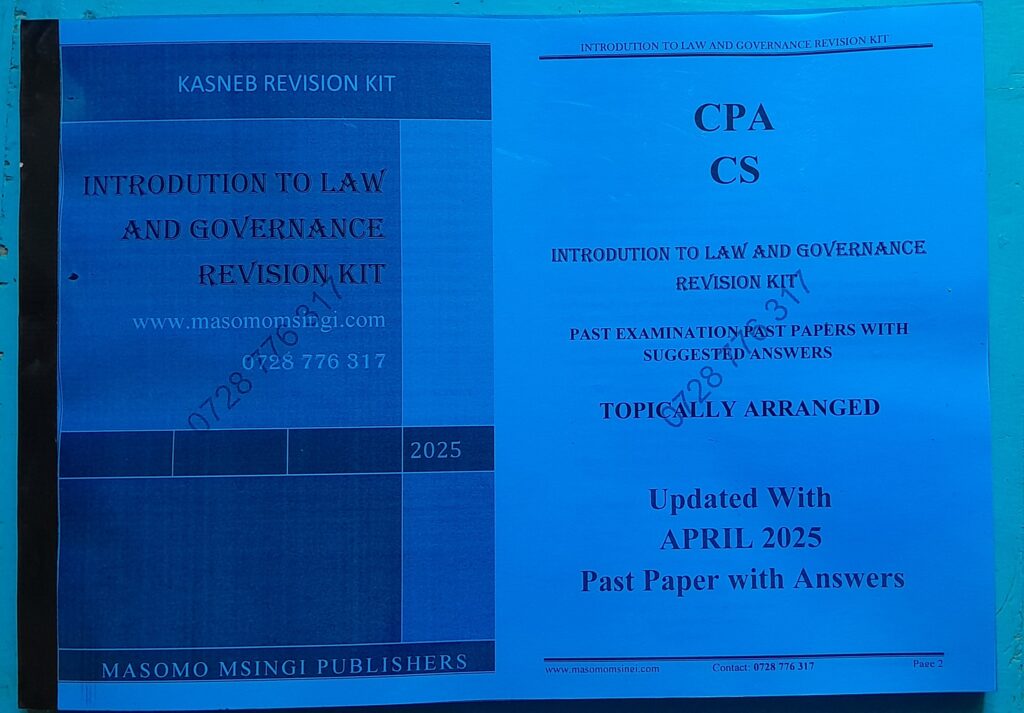 KASNEB REVISION KIT
INTRODUTION TO LAW
AND GOVERNANCE
REVISION KIT
www.masomomsingi.com
0728 776 317
0728 776 317
2025
MASOMO MSINGI PUBLISHERS
INTRODUTION TO LAW AND GOVERNANCE REVISION KIT
CPA
CS
INTRODUTION TO LAW AND GOVERNANCE
REVISION KIT
PAST EXAMINATION PAST PAPERS WITH
SUGGESTED ANSWERS
0728 776 317
TOPICALLY ARRANGED
Updated With
APRIL 2025
Past Paper with Answers
www.masomomsingi.com Contact: 0728 776 317 Page 2